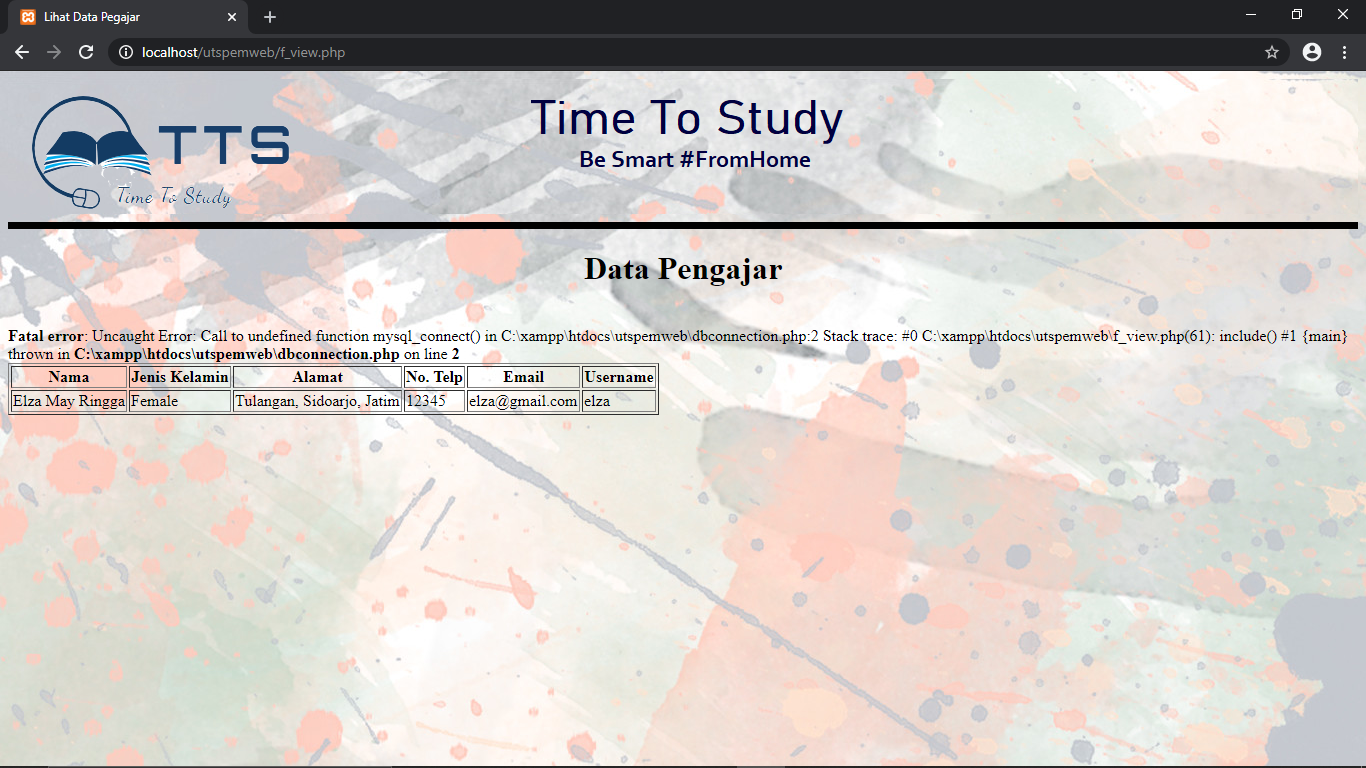 Lihat Data Pegajar
localhost/utspemweb/f_view.php
TTS
Time To Study
Time To Study
Be Smart #FromHome
Data Pengajar
Fatal error: Uncaught Error: Call to undefined function mysql_connect() in C:\xampp\htdocs\utspemweb\dbconnection.php:2 Stack trace: #0 C:\xampp\htdocs\utspemweb\f_view.php(61): include() #1 {main}
thrown in C:\xampp\htdocs\utspemweb\dbconnection.php on line 2
Nama Jenis Kelamin Alamat No. Telp Email Username
Elza May Ringga Female Tulangan, Sidoarjo, Jatim 12345 elza@gmail.com elza